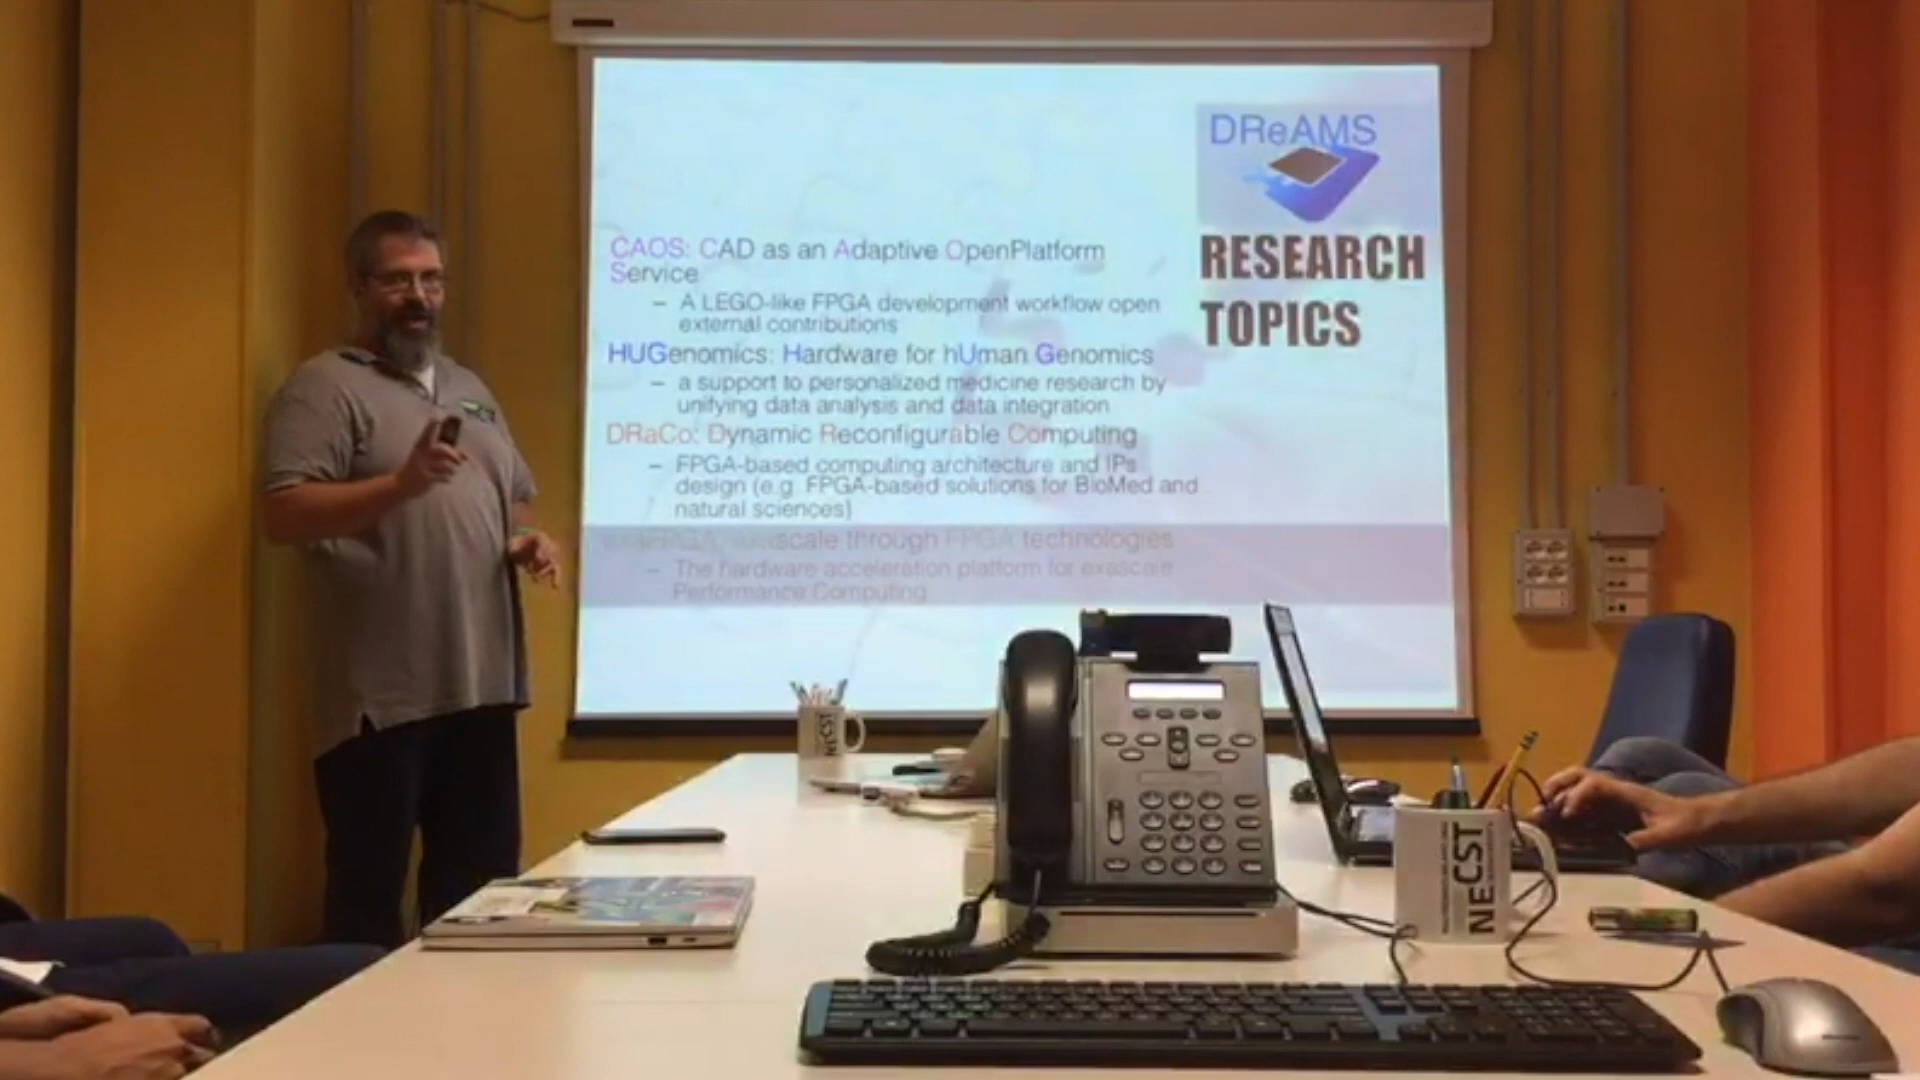 DReAMS
RESEARCH
TOPICS
CAOS: CAD as an Adaptive OpenPlatform
Service
– A LEGO-like FPGA development workflow open
external contributions
HUGenomics: Hardware for hUman Genomics
– a support to personalized medicine research by
unifying data analysis and data integration
DRaCo: Dynamic Reconfigurable Computing
– FPGA-based computing architecture and IPs
design (e.g. FPGA-based solutions for BioMed and
natural sciences)
through FPGA technologies
– The hardware acceleration platform for exascale
Performance Computing
NECST
NECST